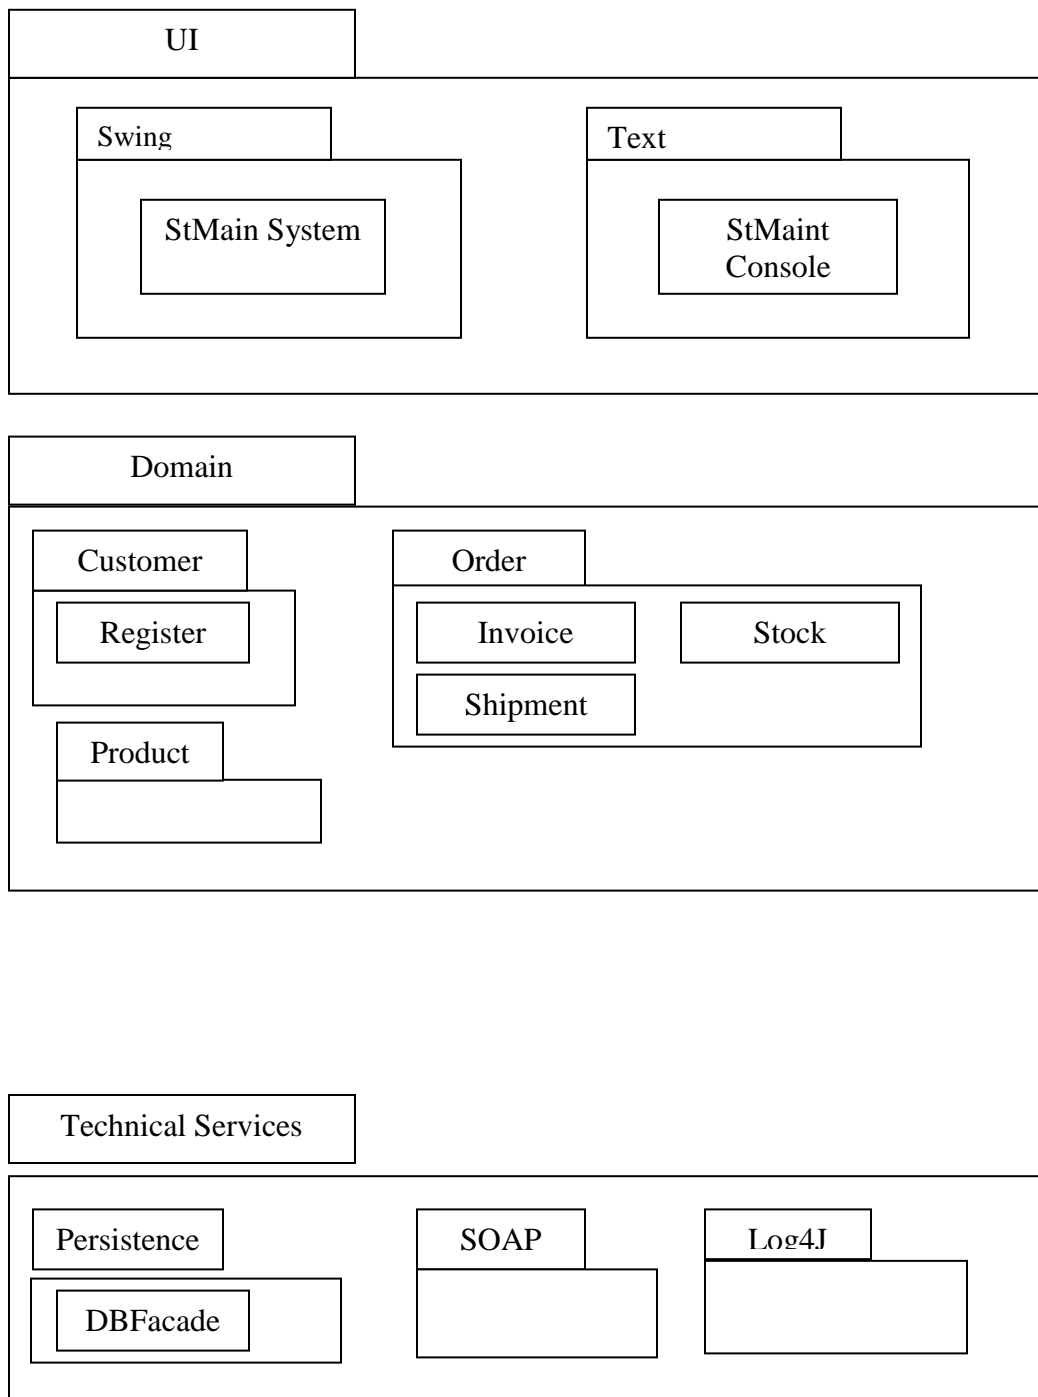 UI
Swing
Text
StMain System
StMaint
Console
Domain
Customer
Order
Register
Invoice
Stock
Shipment
Product
Technical Services
Persistence
SOAP
Log4J
DBFacade